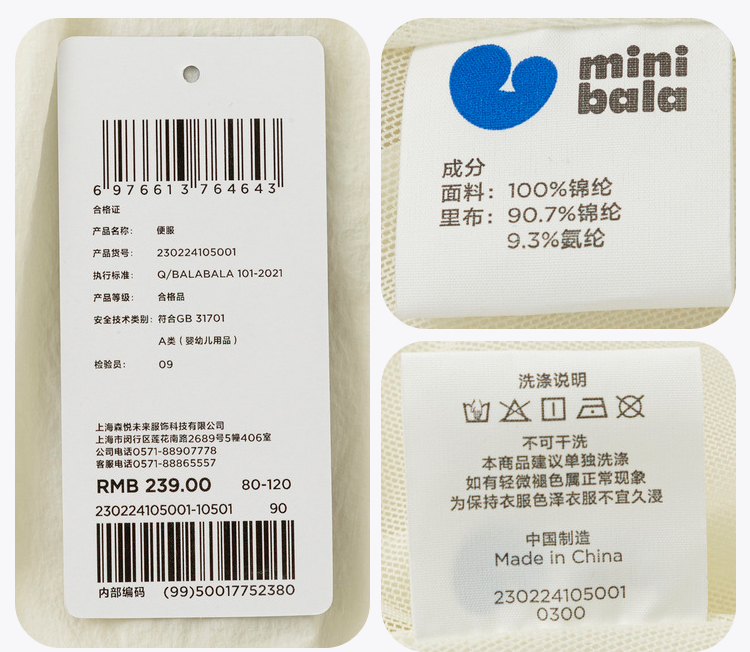 6 976613 764643
合格证
产品名称: 便服
产品货号: 230224105001
执行标准: Q/BALABALA 101-2021
产品等级: 合格品
安全技术类别: 符合GB 31701
A类（婴幼儿用品）
检验员: 09
上海森悦未来服饰科技有限公司
上海市闵行区莲花南路2689号5幢406室
公司电话0571-88907778
客服电话0571-88865557
RMB 239.00 80-120
230224105001-10501 90
内部编码 (99)50017752380
mini
bala
成分
面料: 100%锦纶
里布: 90.7%锦纶
9.3%氨纶
洗涤说明
不可干洗
本商品建议单独洗涤
如有轻微褪色属正常现象
为保持衣服色泽衣服不宜久浸
中国制造
Made in China
230224105001
0300